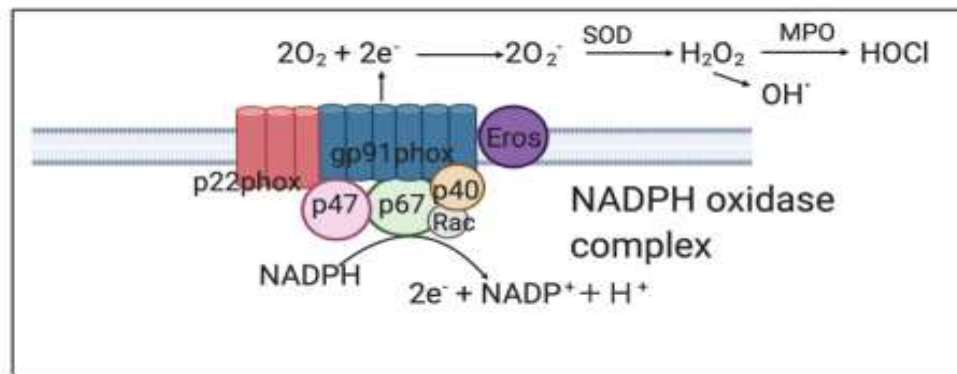 SOD
MPO
2O₂ + 2e⁻ → 2O₂·⁻ → H₂O₂ → HOCl
OH·
Eros
gp91phox
p22phox
p47 p67 p40
Rac
NADPH oxidase
complex
NADPH
2e⁻ + NADP⁺ + H⁺